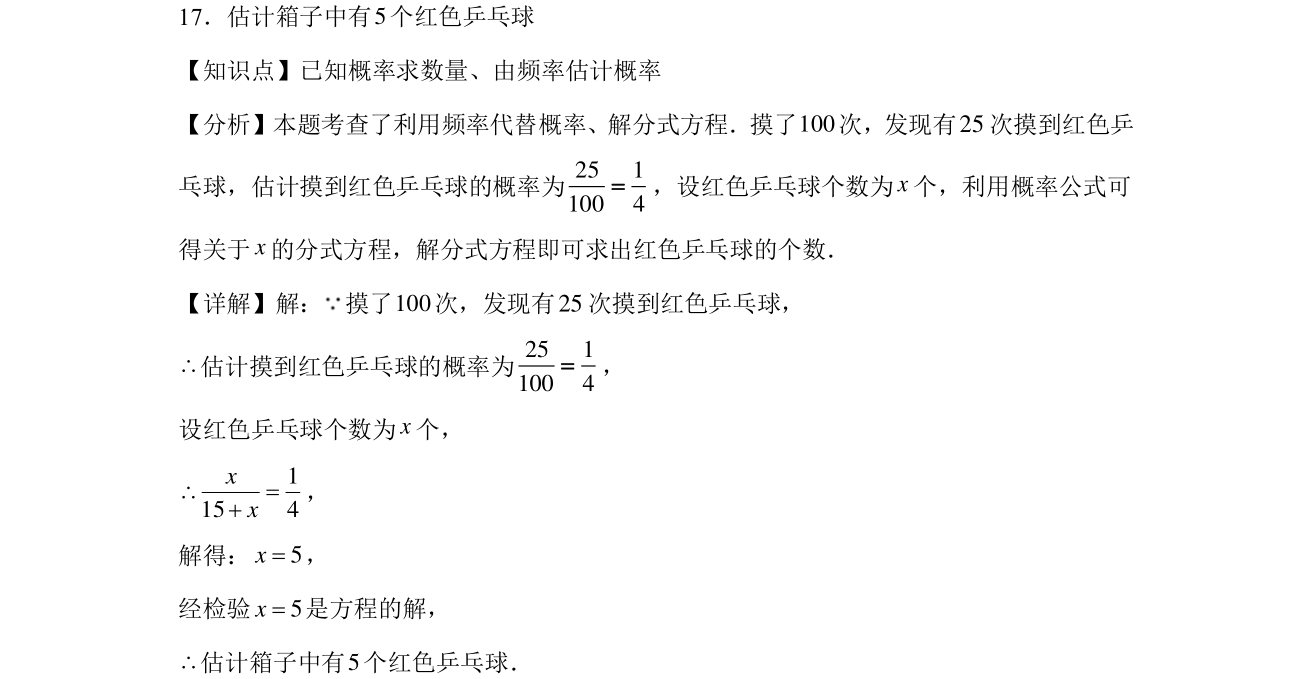 17．估计箱子中有5个红色乒乓球
【知识点】已知概率求数量、由频率估计概率
【分析】本题考查了利用频率代替概率、解分式方程．摸了100次，发现有25次摸到红色乒
乓球，估计摸到红色乒乓球的概率为25/100=1/4，设红色乒乓球个数为x个，利用概率公式可
得关于x的分式方程，解分式方程即可求出红色乒乓球的个数．
【详解】解：∵摸了100次，发现有25次摸到红色乒乓球，
∴估计摸到红色乒乓球的概率为25/100=1/4，
设红色乒乓球个数为x个，
∴x/(15+x)=1/4，
解得：x=5，
经检验x=5是方程的解，
∴估计箱子中有5个红色乒乓球．